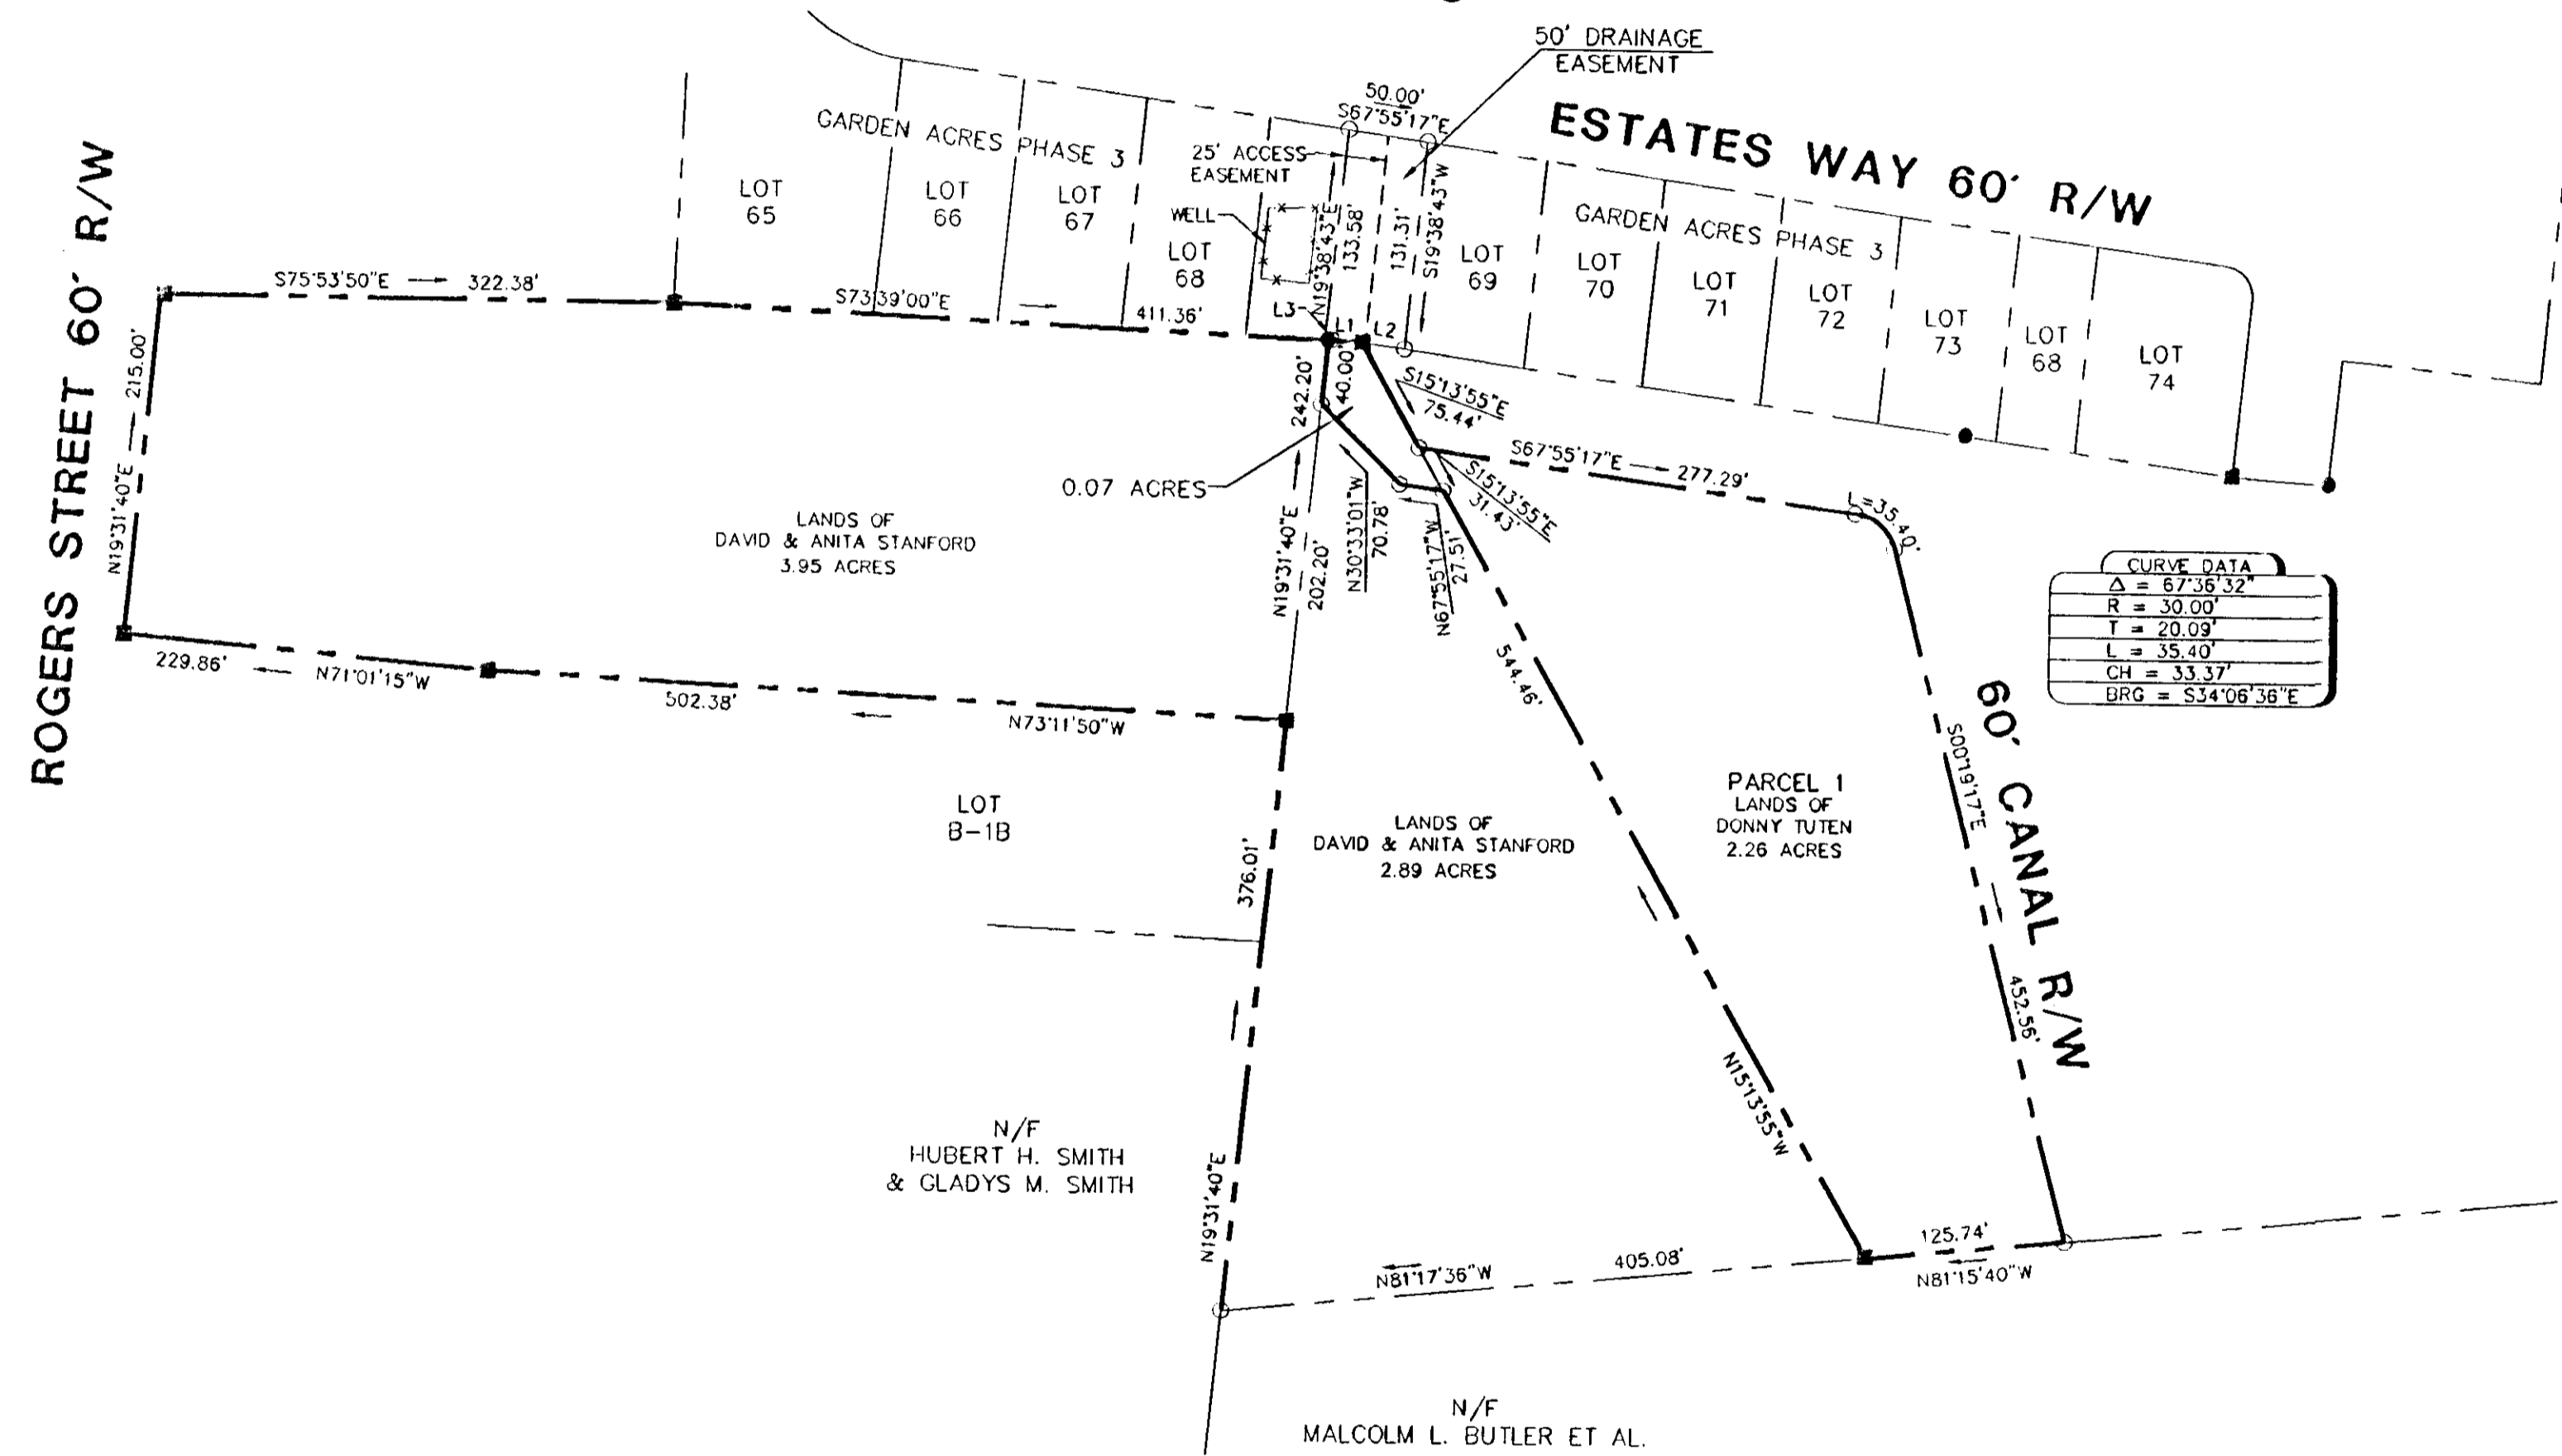 50' DRAINAGE
EASEMENT
50.00'
S67°55'17"E
ESTATES WAY 60' R/W
GARDEN ACRES PHASE 3
25' ACCESS
EASEMENT
WELL
LOT
65
LOT
66
LOT
67
LOT
68
N19°38'43"E
133.58'
131.31'
S19°38'43"W
GARDEN ACRES PHASE 3
LOT
69
LOT
70
LOT
71
LOT
72
LOT
73
LOT
68
LOT
74
ROGERS STREET 60' R/W
S75°53'50"E
322.38'
S73°39'00"E
411.36'
L3
L1
L2
N19°31'40"E
215.00'
242.20'
40.00'
S15°13'55"E
75.44'
S67°55'17"E
277.29'
L=35.40'
0.07 ACRES
S15°13'55"E
31.43'
N30°33'01"W
70.78'
N67°55'17"W
27.51'
N19°31'40"E
202.20'
LANDS OF
DAVID & ANITA STANFORD
3.95 ACRES
CURVE DATA
Δ = 67°36'32"
R = 30.00'
T = 20.09'
L = 35.40'
CH = 33.37'
BRG = S34°06'36"E
229.86'
N71°01'15"W
502.38'
N73°11'50"W
544.46'
60' CANAL R/W
S00°19'17"E
452.56'
LOT
B-1B
PARCEL 1
LANDS OF
DONNY TUTEN
2.26 ACRES
LANDS OF
DAVID & ANITA STANFORD
2.89 ACRES
376.01'
N15°13'55"W
N/F
HUBERT H. SMITH
& GLADYS M. SMITH
N19°31'40"E
N81°17'36"W
405.08'
125.74'
N81°15'40"W
N/F
MALCOLM L. BUTLER ET AL.